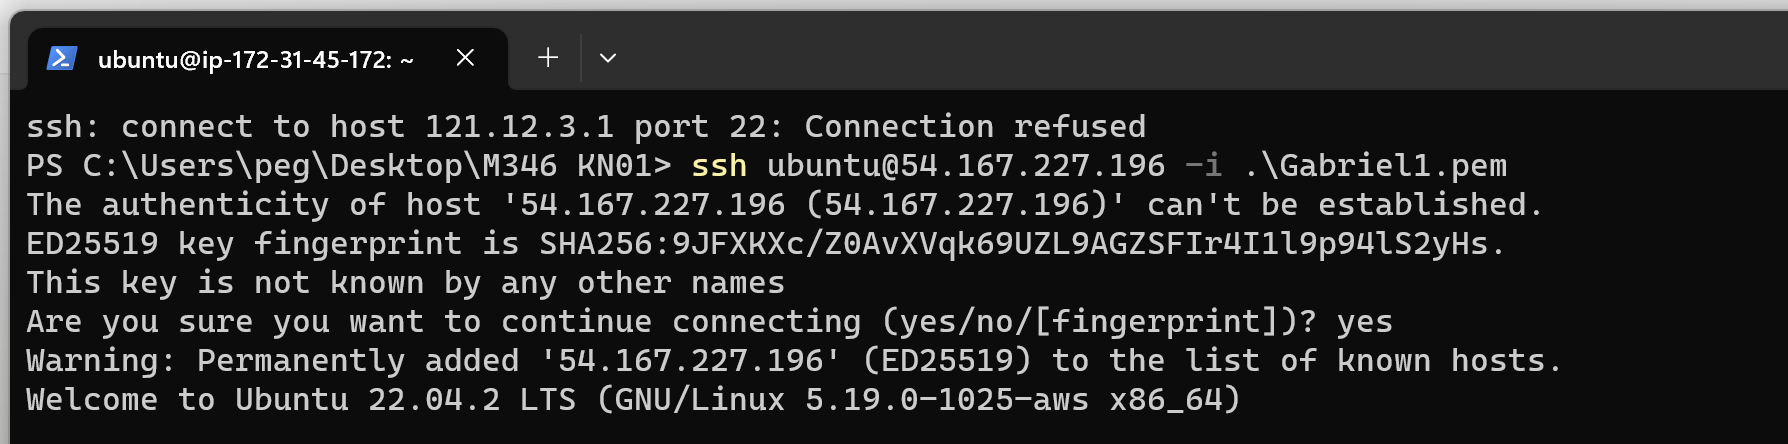 ubuntu@ip-172-31-45-172: ~
ssh: connect to host 121.12.3.1 port 22: Connection refused
PS C:\Users\peg\Desktop\M346 KN01> ssh ubuntu@54.167.227.196 -i .\Gabriel1.pem
The authenticity of host '54.167.227.196 (54.167.227.196)' can't be established.
ED25519 key fingerprint is SHA256:9JFXKXc/Z0AvXVqk69UZL9AGZSFIr4I1l9p94lS2yHs.
This key is not known by any other names
Are you sure you want to continue connecting (yes/no/[fingerprint])? yes
Warning: Permanently added '54.167.227.196' (ED25519) to the list of known hosts.
Welcome to Ubuntu 22.04.2 LTS (GNU/Linux 5.19.0-1025-aws x86_64)